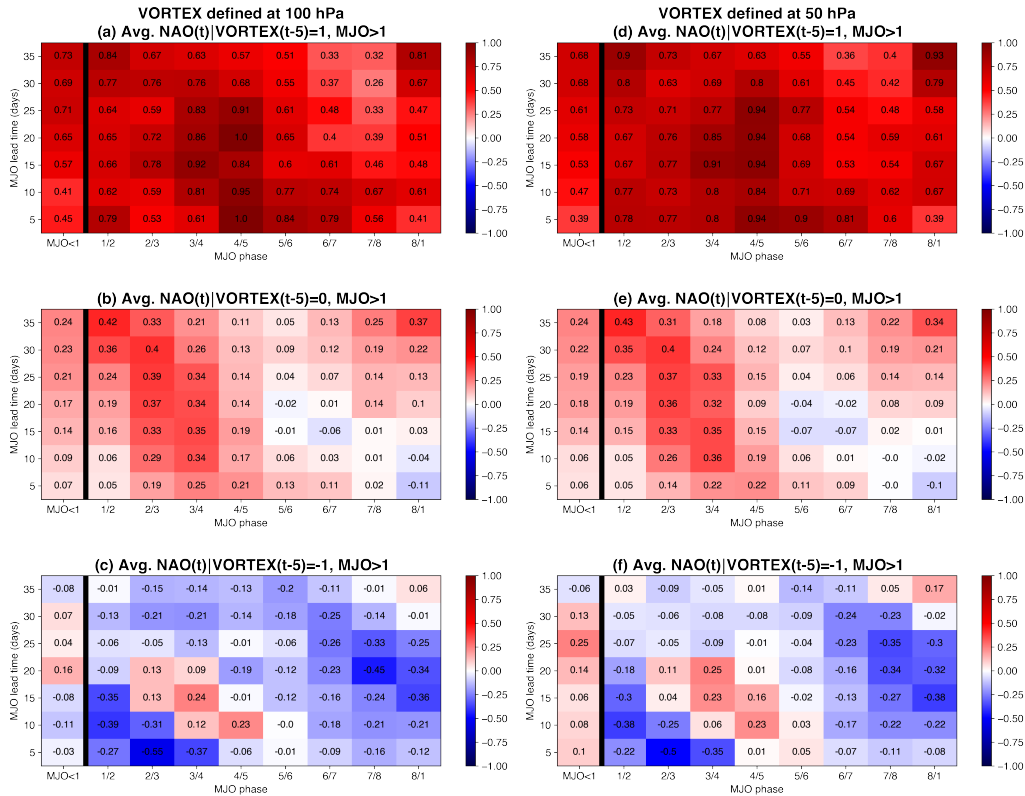 VORTEX defined at 100 hPa
(a) Avg. NAO(t)|VORTEX(t-5)=1, MJO>1
MJO lead time (days)
35 0.73 0.84 0.67 0.63 0.57 0.51 0.33 0.32 0.81
30 0.69 0.77 0.76 0.76 0.68 0.55 0.37 0.26 0.67
25 0.71 0.64 0.59 0.83 0.91 0.61 0.48 0.33 0.47
20 0.65 0.65 0.72 0.86 1.0 0.65 0.4 0.39 0.51
15 0.57 0.66 0.76 0.92 0.84 0.6 0.61 0.46 0.48
10 0.41 0.62 0.59 0.81 0.95 0.77 0.74 0.67 0.61
5 0.45 0.79 0.53 0.61 1.0 0.84 0.79 0.56 0.41
MJO<1 1/2 2/3 3/4 4/5 5/6 6/7 7/8 8/1
MJO phase
1.00
0.75
0.50
0.25
0.00
−0.25
−0.50
−0.75
−1.00
VORTEX defined at 50 hPa
(d) Avg. NAO(t)|VORTEX(t-5)=1, MJO>1
MJO lead time (days)
35 0.68 0.9 0.73 0.67 0.63 0.55 0.36 0.4 0.93
30 0.68 0.8 0.63 0.69 0.8 0.61 0.45 0.42 0.79
25 0.61 0.73 0.71 0.77 0.94 0.77 0.54 0.48 0.58
20 0.58 0.67 0.76 0.85 0.94 0.68 0.54 0.59 0.61
15 0.53 0.67 0.77 0.91 0.94 0.69 0.53 0.54 0.67
10 0.47 0.77 0.73 0.8 0.84 0.71 0.69 0.62 0.67
5 0.39 0.78 0.77 0.8 0.94 0.9 0.81 0.6 0.39
MJO<1 1/2 2/3 3/4 4/5 5/6 6/7 7/8 8/1
MJO phase
1.00
0.75
0.50
0.25
0.00
−0.25
−0.50
−0.75
−1.00
(b) Avg. NAO(t)|VORTEX(t-5)=0, MJO>1
MJO lead time (days)
35 0.24 0.42 0.33 0.21 0.11 0.05 0.13 0.25 0.37
30 0.23 0.36 0.4 0.26 0.13 0.09 0.12 0.19 0.22
25 0.21 0.24 0.39 0.34 0.14 0.04 0.07 0.14 0.13
20 0.17 0.19 0.37 0.34 0.14 -0.02 0.01 0.14 0.1
15 0.14 0.16 0.33 0.35 0.19 -0.01 -0.06 0.01 0.03
10 0.09 0.06 0.29 0.34 0.17 0.06 0.03 0.01 -0.04
5 0.07 0.05 0.19 0.25 0.21 0.13 0.11 0.02 -0.11
MJO<1 1/2 2/3 3/4 4/5 5/6 6/7 7/8 8/1
MJO phase
1.00
0.75
0.50
0.25
0.00
−0.25
−0.50
−0.75
−1.00
(e) Avg. NAO(t)|VORTEX(t-5)=0, MJO>1
MJO lead time (days)
35 0.24 0.43 0.31 0.18 0.08 0.03 0.13 0.22 0.34
30 0.22 0.35 0.4 0.24 0.12 0.07 0.1 0.19 0.21
25 0.19 0.23 0.37 0.33 0.15 0.04 0.06 0.14 0.14
20 0.18 0.19 0.36 0.32 0.09 -0.04 -0.02 0.08 0.09
15 0.14 0.15 0.33 0.35 0.19 -0.07 -0.07 0.02 0.01
10 0.06 0.05 0.26 0.36 0.19 0.06 0.01 -0.0 -0.02
5 0.06 0.05 0.14 0.22 0.22 0.11 0.09 -0.0 -0.1
MJO<1 1/2 2/3 3/4 4/5 5/6 6/7 7/8 8/1
MJO phase
1.00
0.75
0.50
0.25
0.00
−0.25
−0.50
−0.75
−1.00
(c) Avg. NAO(t)|VORTEX(t-5)=-1, MJO>1
MJO lead time (days)
35 -0.08 -0.01 -0.15 -0.14 -0.13 -0.2 -0.11 -0.01 0.06
30 0.07 -0.13 -0.21 -0.21 -0.14 -0.18 -0.25 -0.11 -0.01
25 0.04 -0.06 -0.05 -0.13 -0.01 -0.11 -0.26 -0.33 -0.25
20 0.16 -0.09 0.13 0.09 -0.19 -0.12 -0.23 -0.45 -0.34
15 -0.08 -0.35 0.13 0.24 -0.01 -0.12 -0.16 -0.24 -0.36
10 -0.11 -0.39 -0.31 0.12 0.23 -0.0 -0.18 -0.21 -0.21
5 -0.03 -0.27 -0.55 -0.37 -0.06 -0.01 -0.09 -0.16 -0.12
MJO<1 1/2 2/3 3/4 4/5 5/6 6/7 7/8 8/1
MJO phase
1.00
0.75
0.50
0.25
0.00
−0.25
−0.50
−0.75
−1.00
(f) Avg. NAO(t)|VORTEX(t-5)=-1, MJO>1
MJO lead time (days)
35 -0.06 0.03 -0.09 -0.05 0.01 -0.14 -0.11 0.05 0.17
30 0.13 -0.09 -0.12 -0.12 -0.08 -0.11 -0.24 -0.23 -0.02
25 0.25 -0.07 -0.05 -0.09 -0.01 -0.04 -0.23 -0.35 -0.3
20 0.14 -0.18 0.11 0.25 0.01 -0.08 -0.16 -0.34 -0.32
15 0.06 -0.3 0.04 0.23 0.16 -0.02 -0.13 -0.27 -0.38
10 0.08 -0.38 -0.25 0.06 0.23 0.03 -0.17 -0.22 -0.22
5 0.1 -0.22 -0.5 -0.35 0.01 0.05 -0.07 -0.11 -0.08
MJO<1 1/2 2/3 3/4 4/5 5/6 6/7 7/8 8/1
MJO phase
1.00
0.75
0.50
0.25
0.00
−0.25
−0.50
−0.75
−1.00